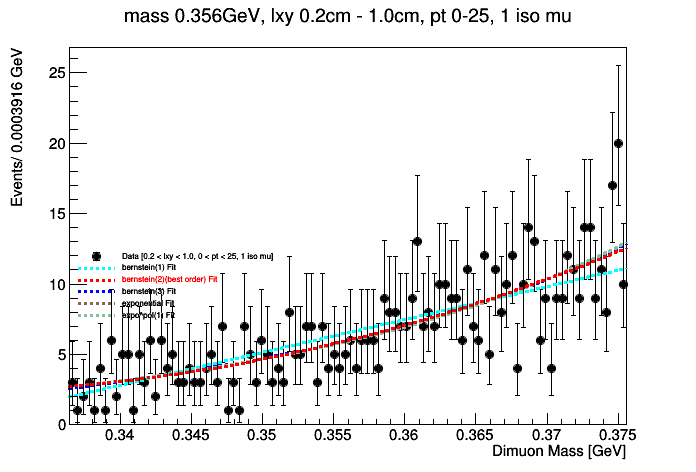 mass 0.356GeV, lxy 0.2cm - 1.0cm, pt 0-25, 1 iso mu
Events/ 0.0003916 GeV
25
20
15
10
5
0
Data [0.2 < lxy < 1.0, 0 < pt < 25, 1 iso mu]
bernstein(1) Fit
bernstein(2)(best order) Fit
bernstein(3) Fit
exponential Fit
expo*pol(1) Fit
0.34 0.345 0.35 0.355 0.36 0.365 0.37 0.375
Dimuon Mass [GeV]